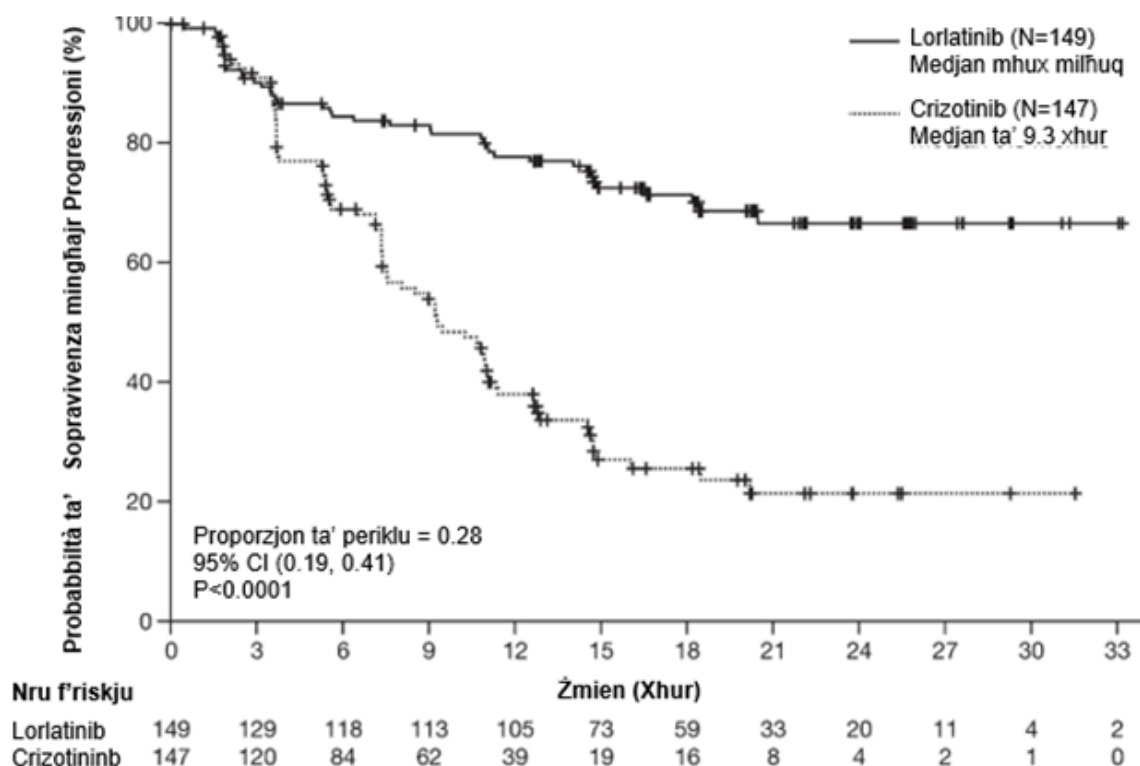 Probabbiltà ta' Sopravivenza mingħajr Progressjoni (%)
100
80
60
40
20
0
Lorlatinib (N=149)
Medjan mhux milħuq
Crizotinib (N=147)
Medjan ta' 9.3 xhur
Proporzjon ta' periklu = 0.28
95% CI (0.19, 0.41)
P<0.0001
0 3 6 9 12 15 18 21 24 27 30 33
Żmien (Xhur)
Nru f'riskju
Lorlatinib 149 129 118 113 105 73 59 33 20 11 4 2
Crizotininb 147 120 84 62 39 19 16 8 4 2 1 0